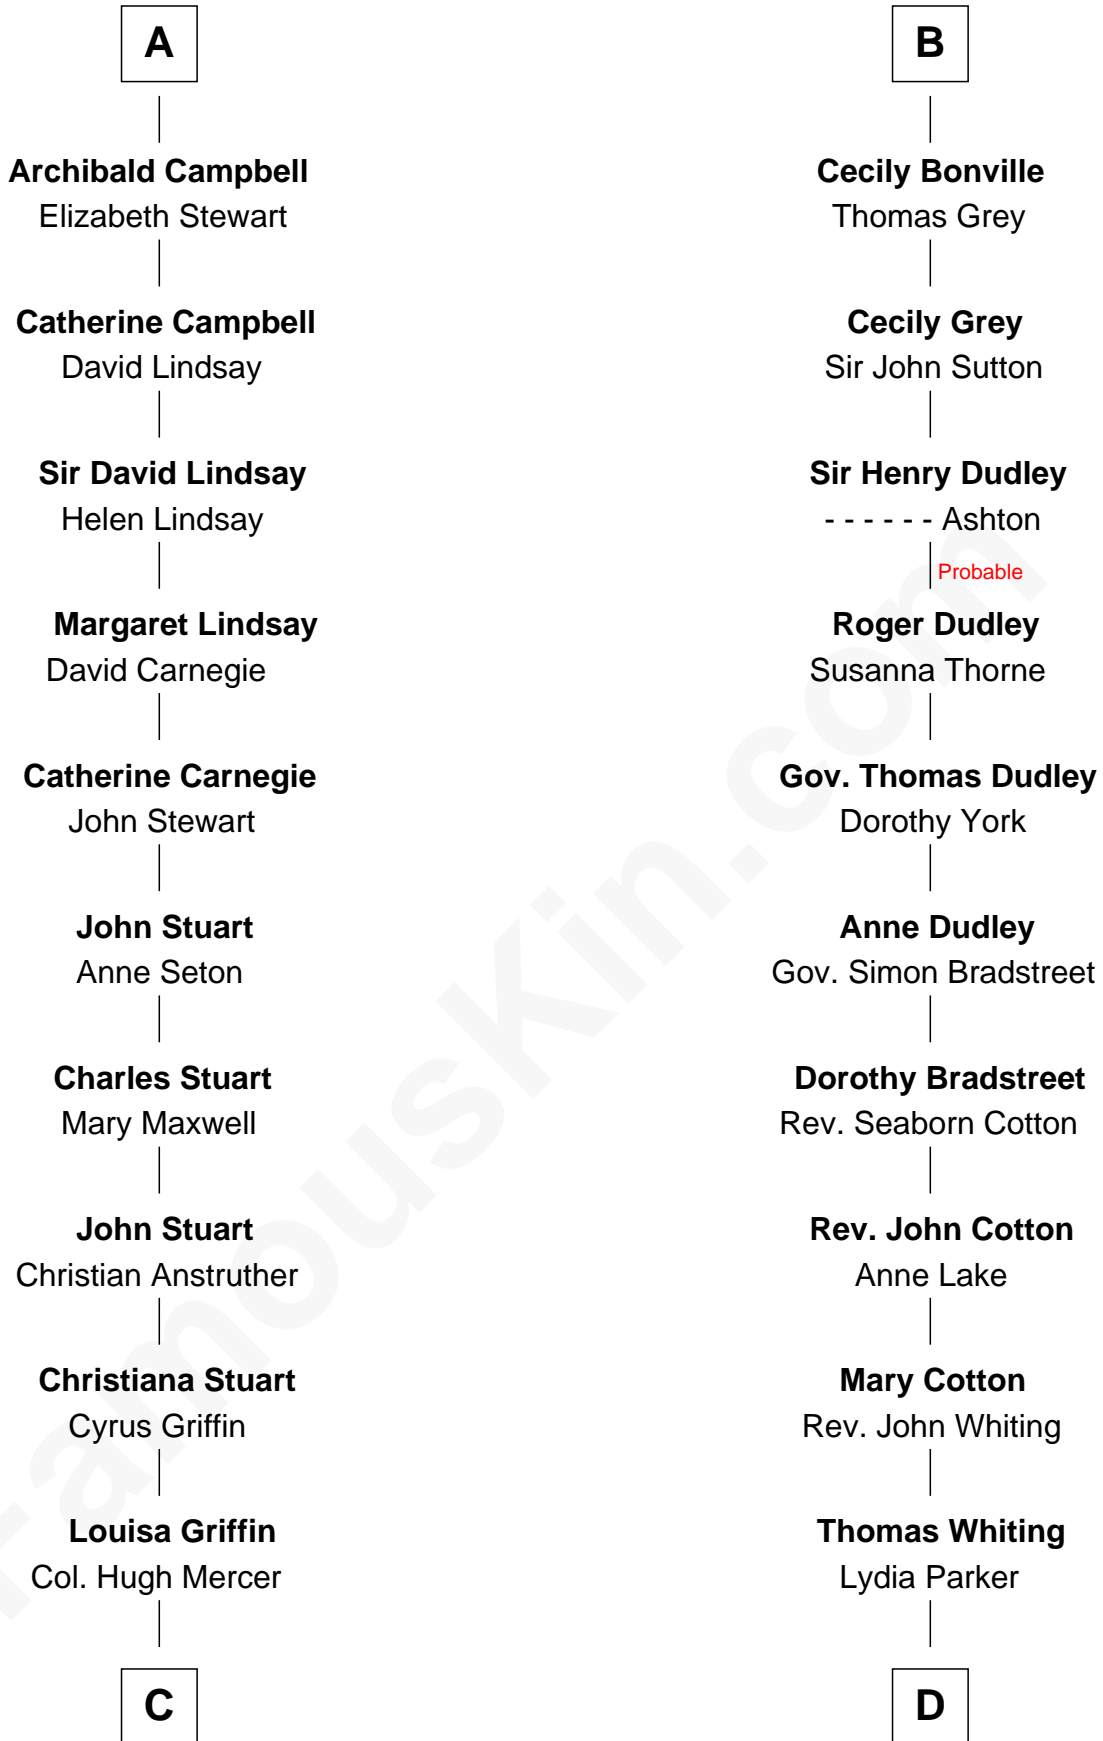 A
Archibald Campbell
Elizabeth Stewart
Catherine Campbell
David Lindsay
Sir David Lindsay
Helen Lindsay
Margaret Lindsay
David Carnegie
Catherine Carnegie
John Stewart
John Stuart
Anne Seton
Charles Stuart
Mary Maxwell
John Stuart
Christian Anstruther
Christiana Stuart
Cyrus Griffin
Louisa Griffin
Col. Hugh Mercer
C
B
Cecily Bonville
Thomas Grey
Cecily Grey
Sir John Sutton
Sir Henry Dudley
- - - - - - Ashton
Probable
Roger Dudley
Susanna Thorne
Gov. Thomas Dudley
Dorothy York
Anne Dudley
Gov. Simon Bradstreet
Dorothy Bradstreet
Rev. Seaborn Cotton
Rev. John Cotton
Anne Lake
Mary Cotton
Rev. John Whiting
Thomas Whiting
Lydia Parker
D
FamousKin.com